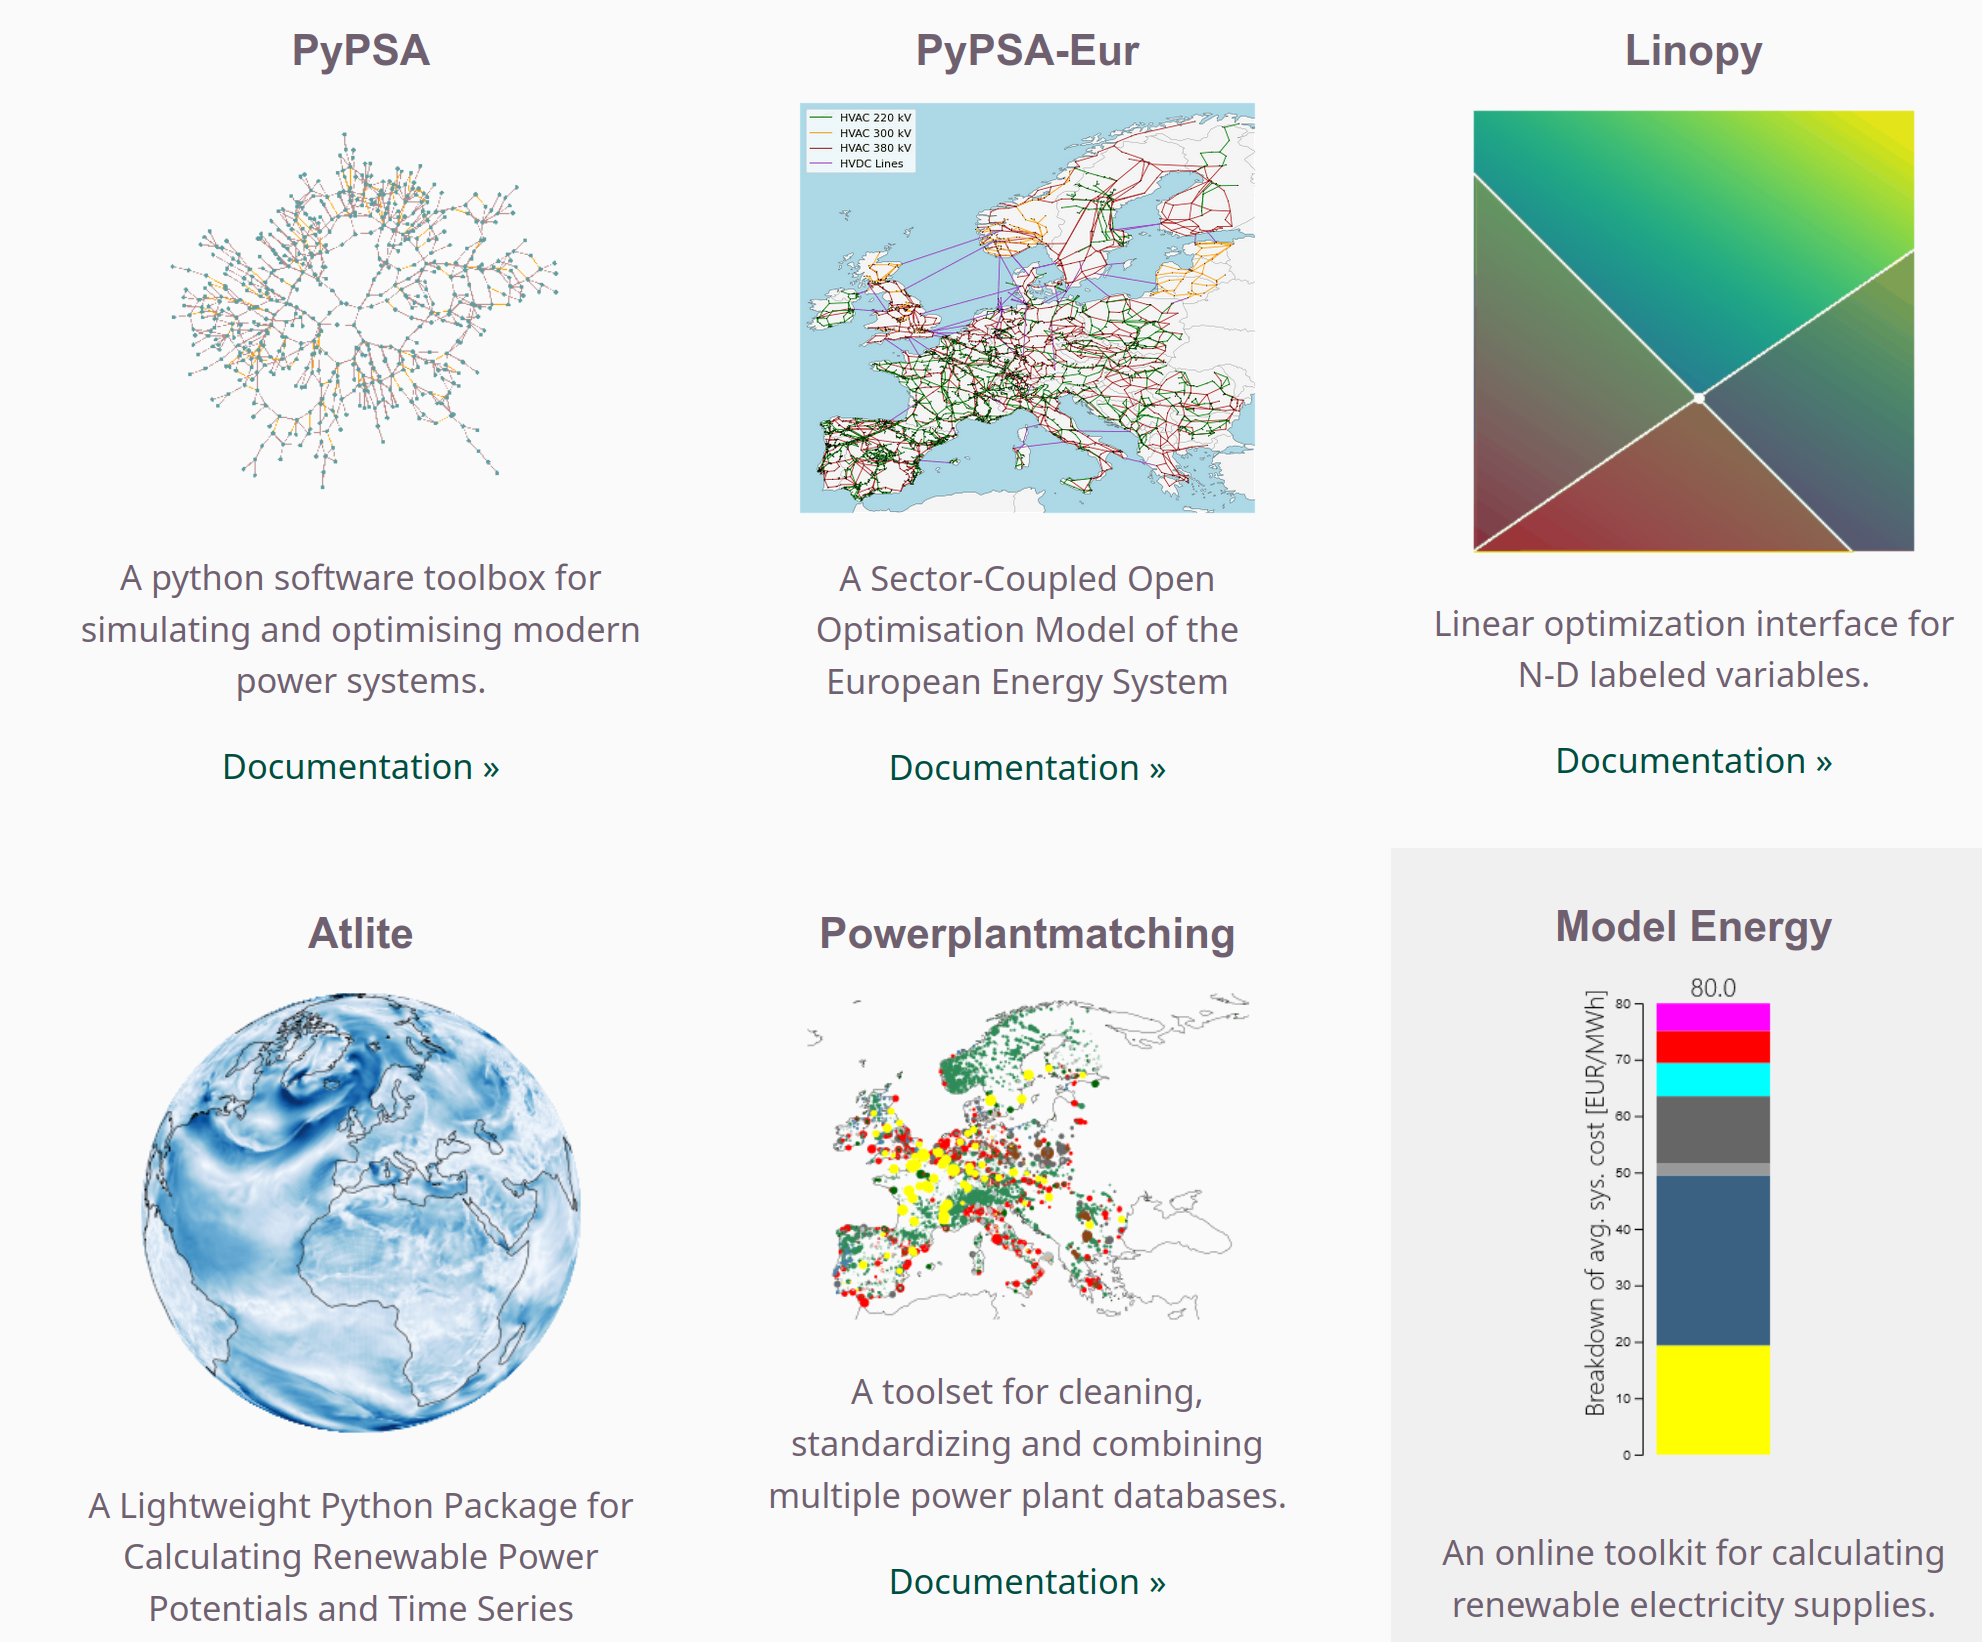 PyPSA
A python software toolbox for
simulating and optimising modern
power systems.
Documentation »
PyPSA-Eur
HVAC 220 kV
HVAC 300 kV
HVAC 380 kV
HVDC Lines
A Sector-Coupled Open
Optimisation Model of the
European Energy System
Documentation »
Linopy
Linear optimization interface for
N-D labeled variables.
Documentation »
Atlite
A Lightweight Python Package for
Calculating Renewable Power
Potentials and Time Series
Powerplantmatching
A toolset for cleaning,
standardizing and combining
multiple power plant databases.
Documentation »
Model Energy
80.0
Breakdown of avg. sys. cost [EUR/MWh]
80
70
60
50
40
30
20
10
0
An online toolkit for calculating
renewable electricity supplies.